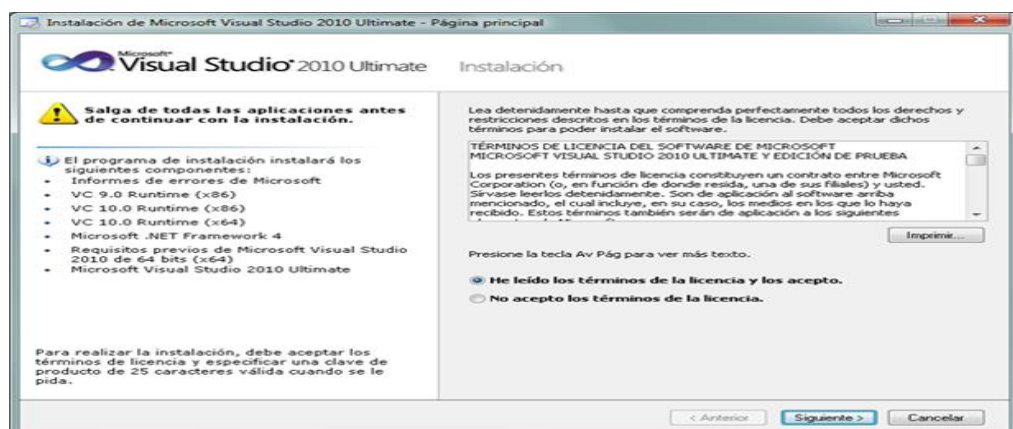 Instalación de Microsoft Visual Studio 2010 Ultimate - Página principal
Microsoft
Visual Studio 2010 Ultimate
Instalación
Salga de todas las aplicaciones antes
de continuar con la instalación.
El programa de instalación instalará los
siguientes componentes:
Informes de errores de Microsoft
VC 9.0 Runtime (x86)
VC 10.0 Runtime (x86)
VC 10.0 Runtime (x64)
Microsoft .NET Framework 4
Requisitos previos de Microsoft Visual Studio
2010 de 64 bits (x64)
Microsoft Visual Studio 2010 Ultimate
Para realizar la instalación, debe aceptar los
términos de licencia y especificar una clave de
producto de 25 caracteres válida cuando se le
pida.
Lea detenidamente hasta que comprenda perfectamente todos los derechos y
restricciones descritos en los términos de la licencia. Debe aceptar dichos
términos para poder instalar el software.
TÉRMINOS DE LICENCIA DEL SOFTWARE DE MICROSOFT
MICROSOFT VISUAL STUDIO 2010 ULTIMATE Y EDICIÓN DE PRUEBA
Los presentes términos de licencia constituyen un contrato entre Microsoft
Corporation (o, en función de donde resida, una de sus filiales) y usted.
Sírvase leerlos detenidamente. Son de aplicación al software arriba
mencionado, el cual incluye, en su caso, los medios en los que lo haya
recibido. Estos términos también serán de aplicación a los siguientes
Imprimir...
Presione la tecla Av Pág para ver más texto.
He leído los términos de la licencia y los acepto.
No acepto los términos de la licencia.
< Anterior
Siguiente >
Cancelar